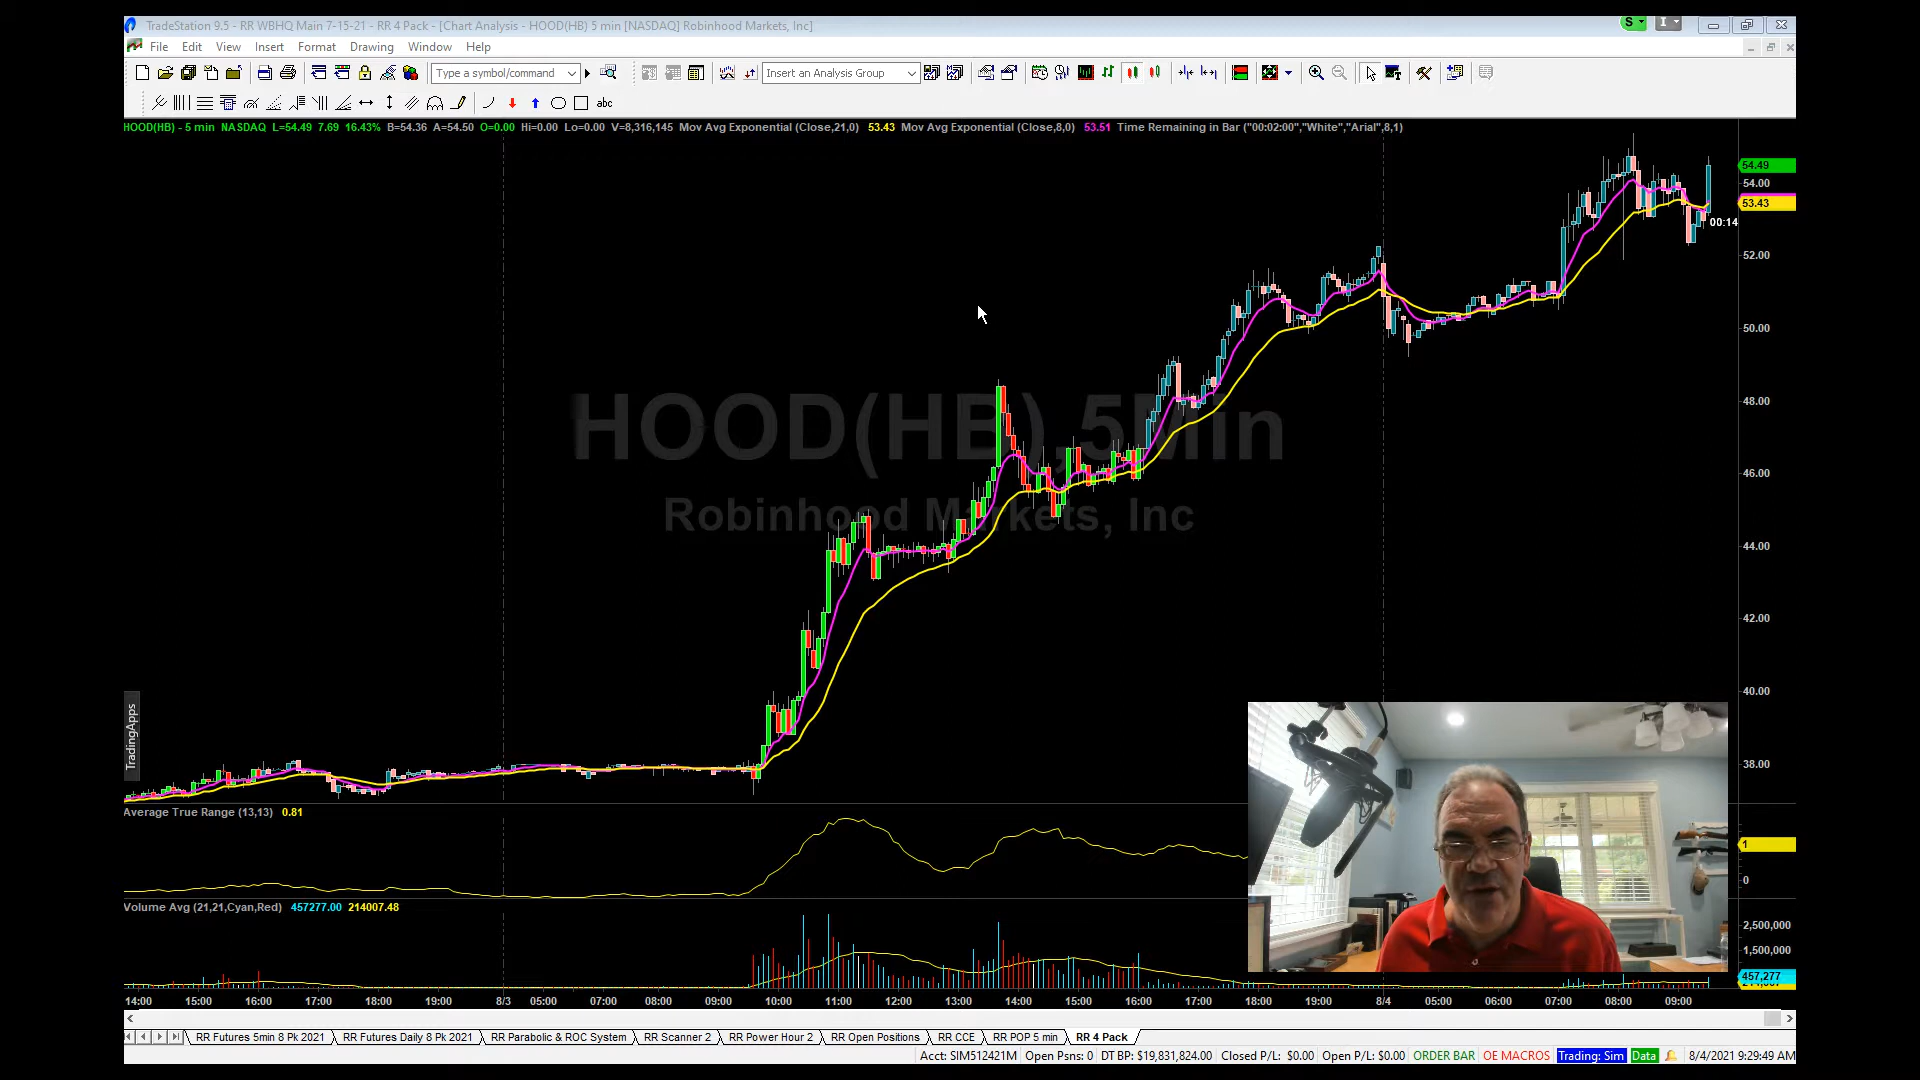 TradeStation 9.5 - RR WBHQ Main 7-15-21 - RR 4 Pack - [Chart Analysis - HOOD(HB) 5 min [NASDAQ] Robinhood Markets, Inc]
S I
File Edit View Insert Format Drawing Window Help
Type a symbol/command Insert an Analysis Group
abc
HOOD(HB) - 5 min NASDAQ L=54.49 7.69 16.43% B=54.36 A=54.50 O=0.00 Hi=0.00 Lo=0.00 V=8,316,145 Mov Avg Exponential (Close,21,0) 53.43 Mov Avg Exponential (Close,8,0) 53.51 Time Remaining in Bar ("00:02:00","White","Arial",8,1)
54.49
54.00
53.43
00:14
52.00
50.00
48.00
HOOD(HB),5Min
46.00
Robinhood Markets, Inc
44.00
42.00
40.00
TradingApps
38.00
Average True Range (13,13) 0.81
1
0
Volume Avg (21,21,Cyan,Red) 457277.00 214007.48
2,500,000
1,500,000
457,277
14:00 15:00 16:00 17:00 18:00 19:00 8/3 05:00 07:00 08:00 09:00 10:00 11:00 12:00 13:00 14:00 15:00 16:00 17:00 18:00 19:00 8/4 05:00 06:00 07:00 08:00 09:00
RR Futures 5min 8 Pk 2021 RR Futures Daily 8 Pk 2021 RR Parabolic & ROC System RR Scanner 2 RR Power Hour 2 RR Open Positions RR CCE RR POP 5 min RR 4 Pack
Acct: SIM512421M Open Psns: 0 DT BP: $19,831,824.00 Closed P/L: $0.00 Open P/L: $0.00 ORDER BAR OE MACROS Trading: Sim Data 8/4/2021 9:29:49 AM